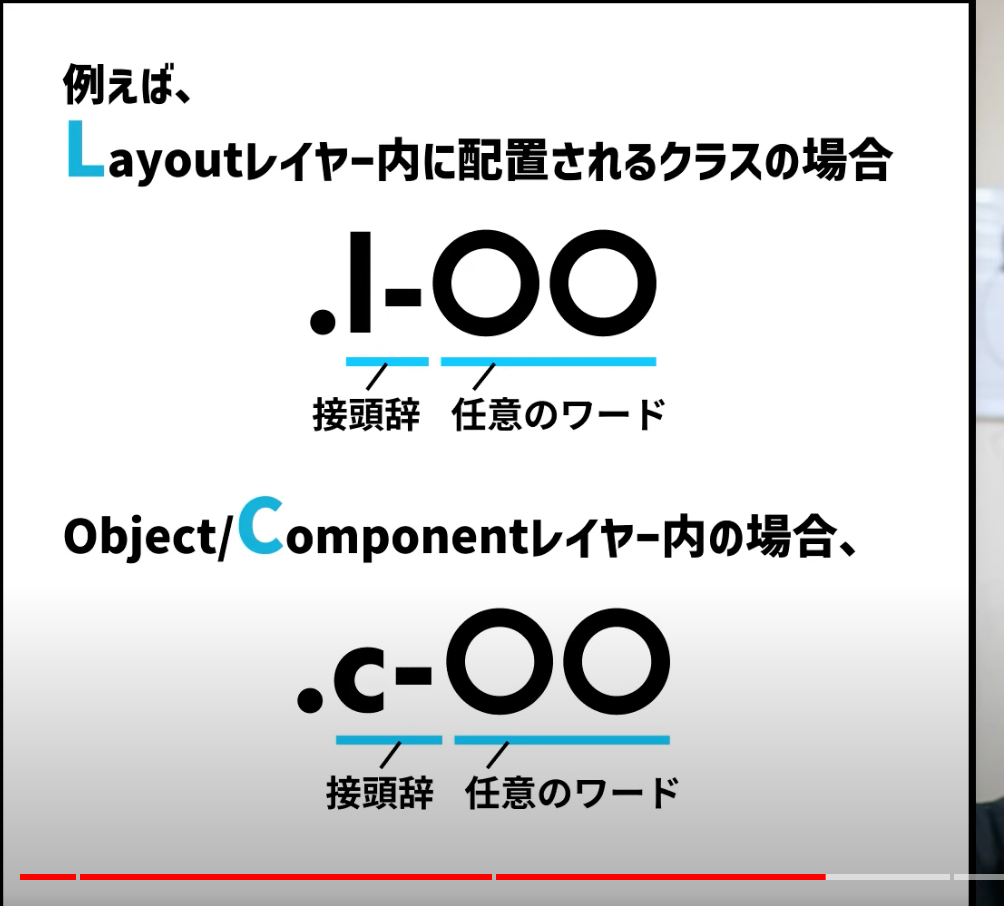 例えば、
Layoutレイヤー内に配置されるクラスの場合
.l-〇〇
接頭辞 任意のワード
Object/Componentレイヤー内の場合、
.c-〇〇
接頭辞 任意のワード